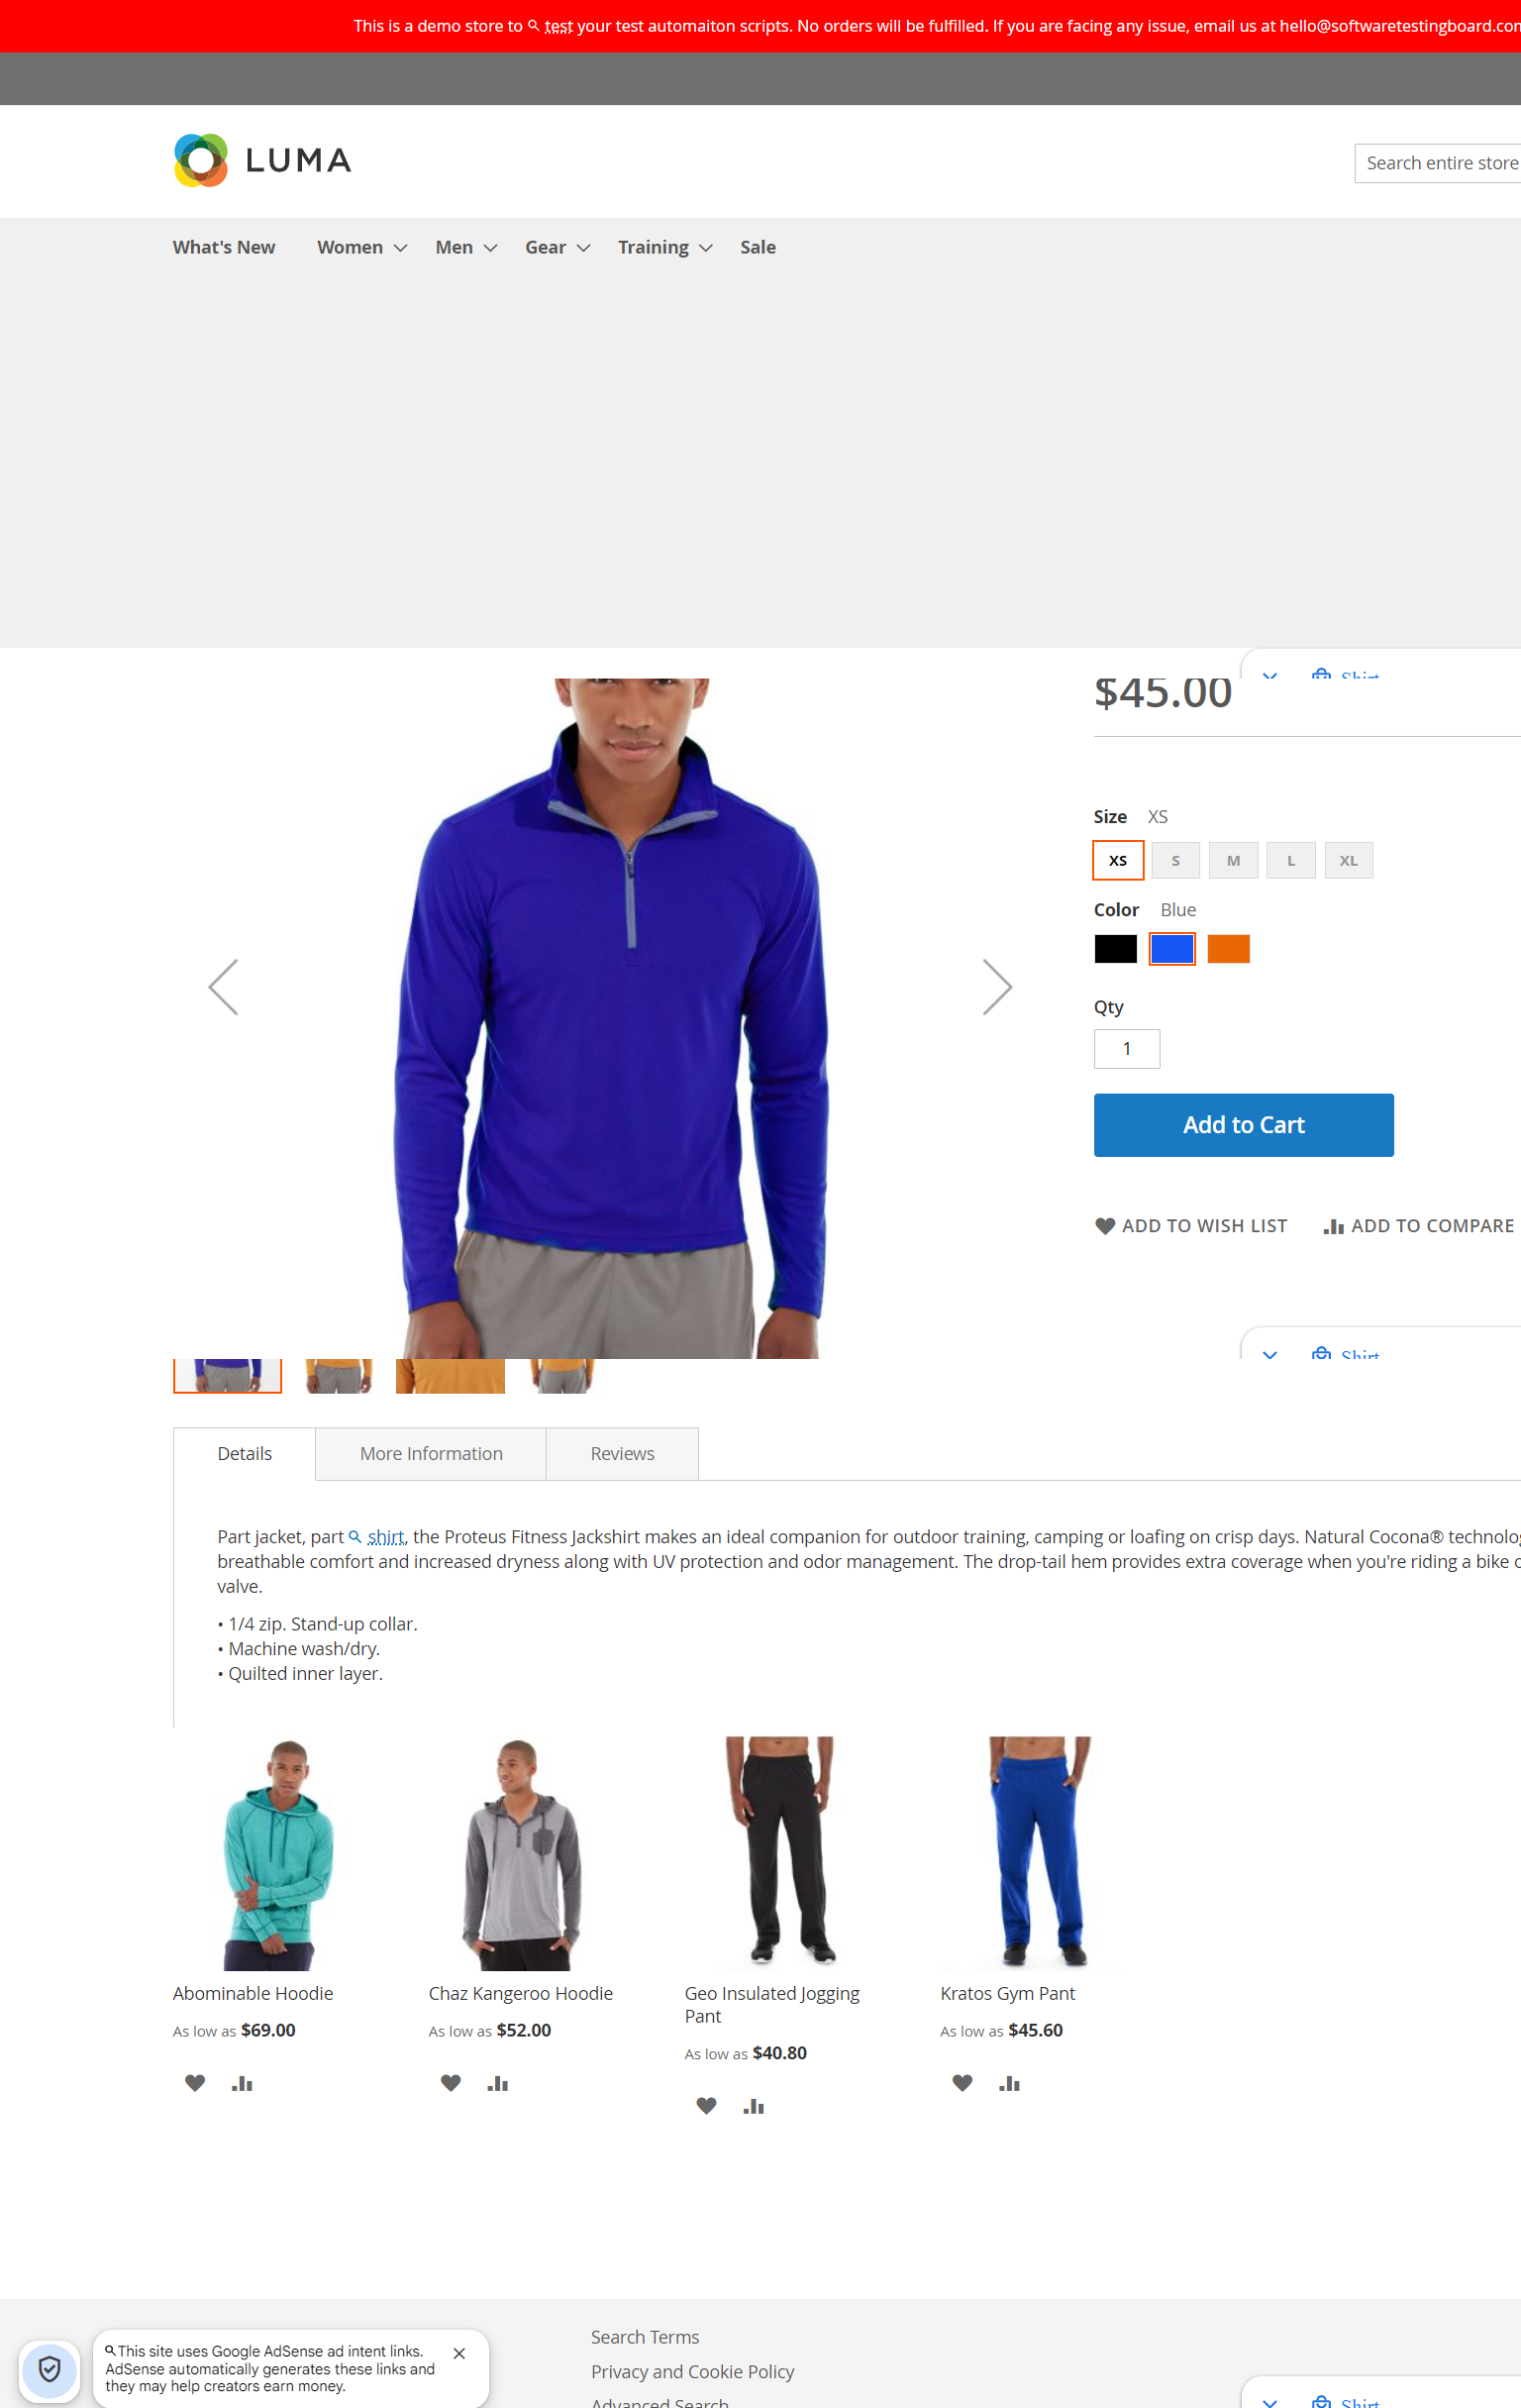 This is a demo store to test your test automaiton scripts. No orders will be fulfilled. If you are facing any issue, email us at hello@softwaretestingboard.com
LUMA
Search entire store
What's New Women Men Gear Training Sale
Shirt
$45.00
Size XS
XS S M L XL
Color Blue
Qty
1
Add to Cart
ADD TO WISH LIST ADD TO COMPARE
Shirt
Details More Information Reviews
Part jacket, part shirt, the Proteus Fitness Jackshirt makes an ideal companion for outdoor training, camping or loafing on crisp days. Natural Cocona®
breathable comfort and increased dryness along with UV protection and odor management. The drop-tail hem provides extra coverage when you're riding a bike
valve.
• 1/4 zip. Stand-up collar.
• Machine wash/dry.
• Quilted inner layer.
Abominable Hoodie
As low as $69.00
Chaz Kangeroo Hoodie
As low as $52.00
Geo Insulated Jogging
Pant
As low as $40.80
Kratos Gym Pant
As low as $45.60
This site uses Google AdSense ad intent links.
AdSense automatically generates these links and
they may help creators earn money.
Search Terms
Privacy and Cookie Policy
Advanced Search
Shirt